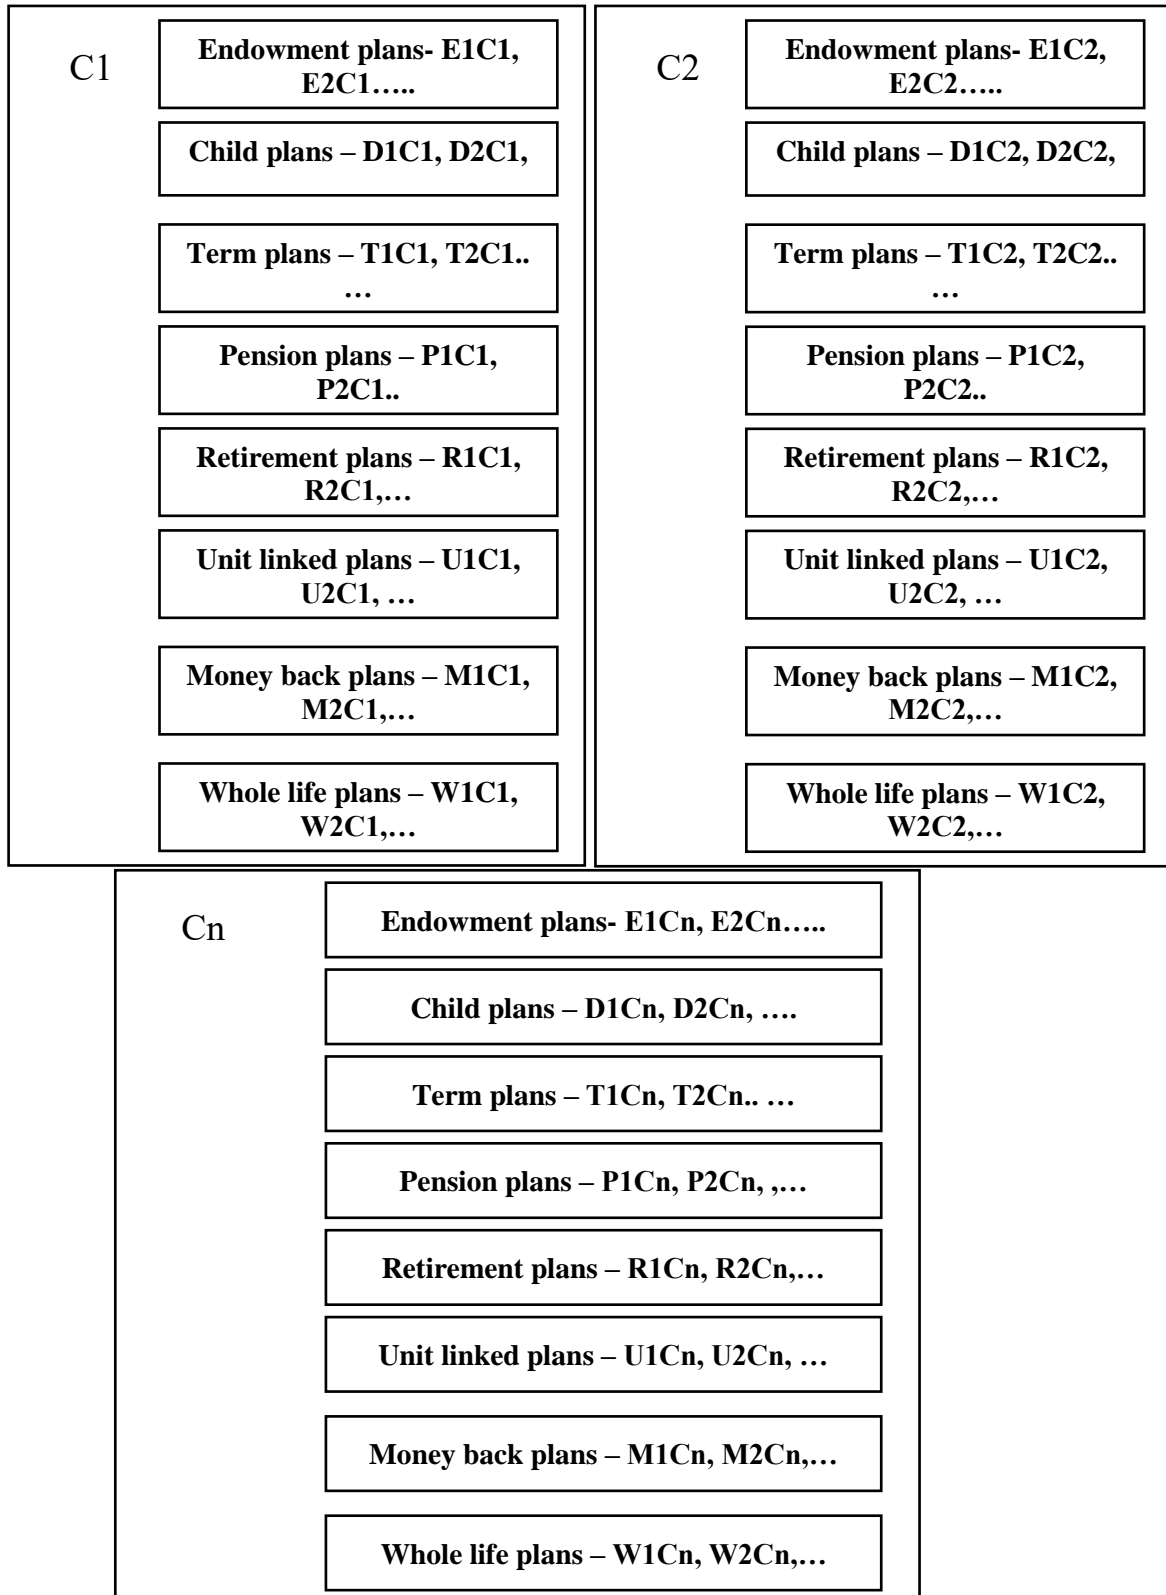 C1
Endowment plans- E1C1,
E2C1…..
Child plans – D1C1, D2C1,
Term plans – T1C1, T2C1..
…
Pension plans – P1C1,
P2C1..
Retirement plans – R1C1,
R2C1,…
Unit linked plans – U1C1,
U2C1, …
Money back plans – M1C1,
M2C1,…
Whole life plans – W1C1,
W2C1,…
C2
Endowment plans- E1C2,
E2C2…..
Child plans – D1C2, D2C2,
Term plans – T1C2, T2C2..
…
Pension plans – P1C2,
P2C2..
Retirement plans – R1C2,
R2C2,…
Unit linked plans – U1C2,
U2C2, …
Money back plans – M1C2,
M2C2,…
Whole life plans – W1C2,
W2C2,…
Cn
Endowment plans- E1Cn, E2Cn…..
Child plans – D1Cn, D2Cn, ….
Term plans – T1Cn, T2Cn.. …
Pension plans – P1Cn, P2Cn, ,…
Retirement plans – R1Cn, R2Cn,…
Unit linked plans – U1Cn, U2Cn, …
Money back plans – M1Cn, M2Cn,…
Whole life plans – W1Cn, W2Cn,…